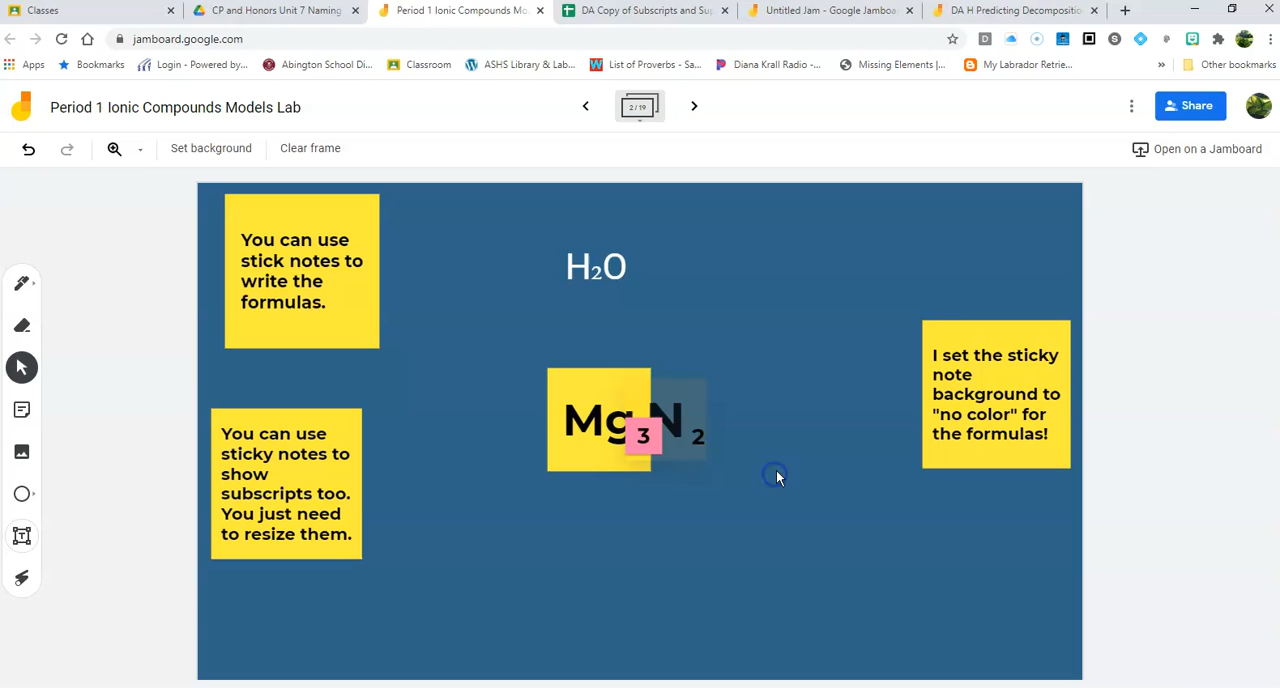 Classes
CP and Honors Unit 7 Naming
Period 1 Ionic Compounds Mo
DA Copy of Subscripts and Su
Untitled Jam - Google Jamboa
DA H Predicting Decompositio
jamboard.google.com
Apps
Bookmarks
Login - Powered by...
Abington School Di...
Classroom
ASHS Library & Lab...
List of Proverbs - Sa...
Diana Krall Radio -...
Missing Elements |...
My Labrador Retrie...
»
Other bookmarks
Period 1 Ionic Compounds Models Lab
2 / 19
Share
Set background
Clear frame
Open on a Jamboard
You can use
stick notes to
write the
formulas.
H₂O
I set the sticky
note
background to
"no color" for
the formulas!
Mg 3 N 2
You can use
sticky notes to
show
subscripts too.
You just need
to resize them.